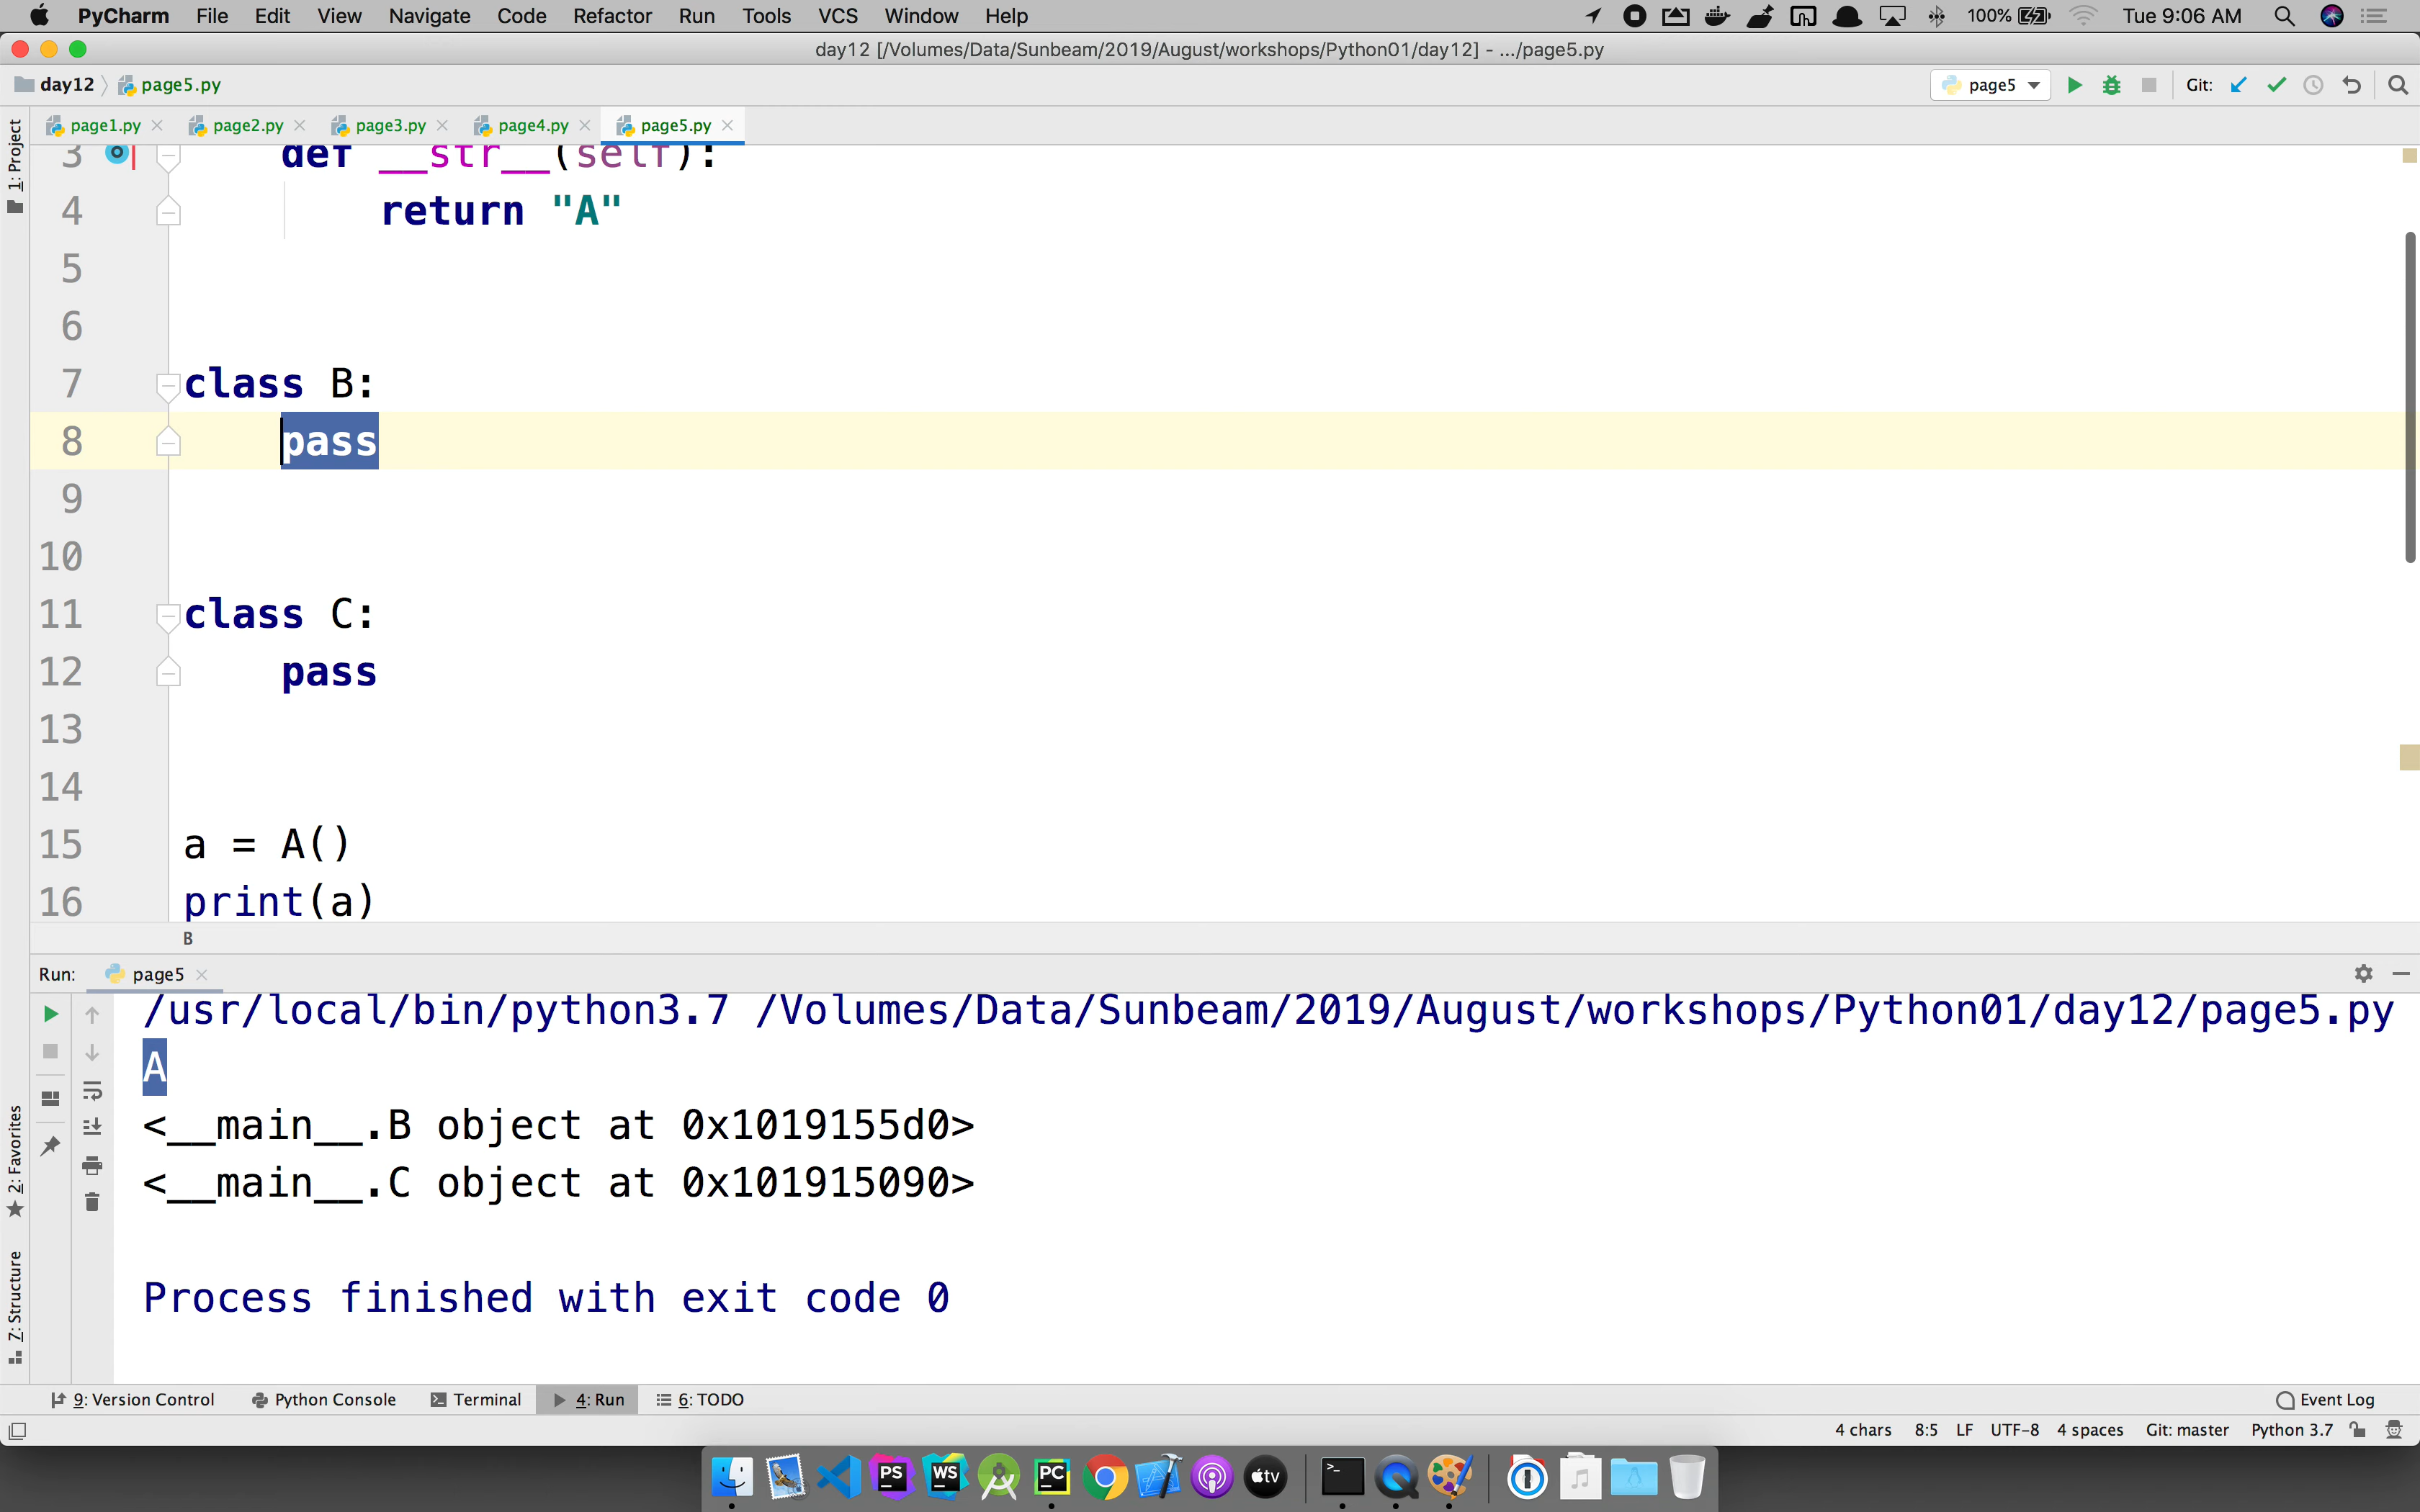 PyCharm File Edit View Navigate Code Refactor Run Tools VCS Window Help 100% Tue 9:06 AM
day12 [/Volumes/Data/Sunbeam/2019/August/workshops/Python01/day12] - .../page5.py
day12 page5.py page5 Git:
page1.py page2.py page3.py page4.py page5.py
1: Project
3 def __str__(self):
4 return "A"
5
6
7 class B:
8 pass
9
10
11 class C:
12 pass
13
14
15 a = A()
16 print(a)
B
Run: page5
/usr/local/bin/python3.7 /Volumes/Data/Sunbeam/2019/August/workshops/Python01/day12/page5.py
A
<__main__.B object at 0x1019155d0>
<__main__.C object at 0x101915090>
Process finished with exit code 0
2: Favorites
7: Structure
9: Version Control Python Console Terminal 4: Run 6: TODO Event Log
4 chars 8:5 LF UTF-8 4 spaces Git: master Python 3.7
PS WS PC tv